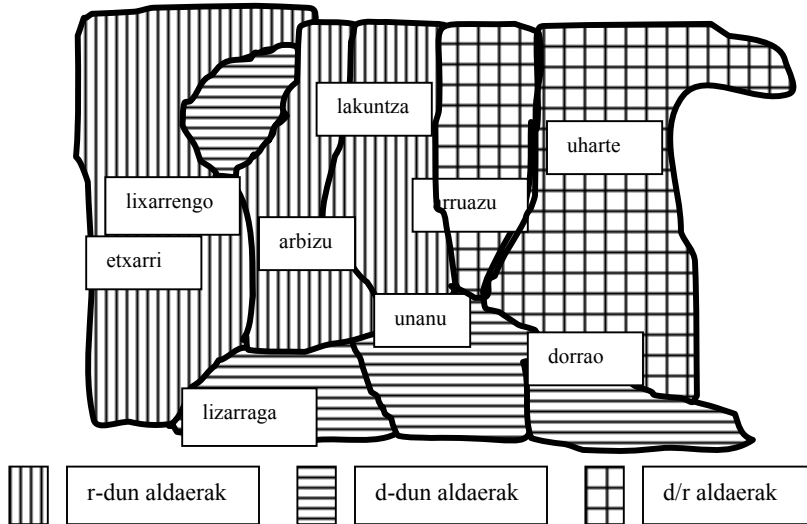 lakuntza
uharte
lixarrengo
rruazu
arbizu
etxarri
unanu
dorrao
lizarraga
r-dun aldaerak
d-dun aldaerak
d/r aldaerak